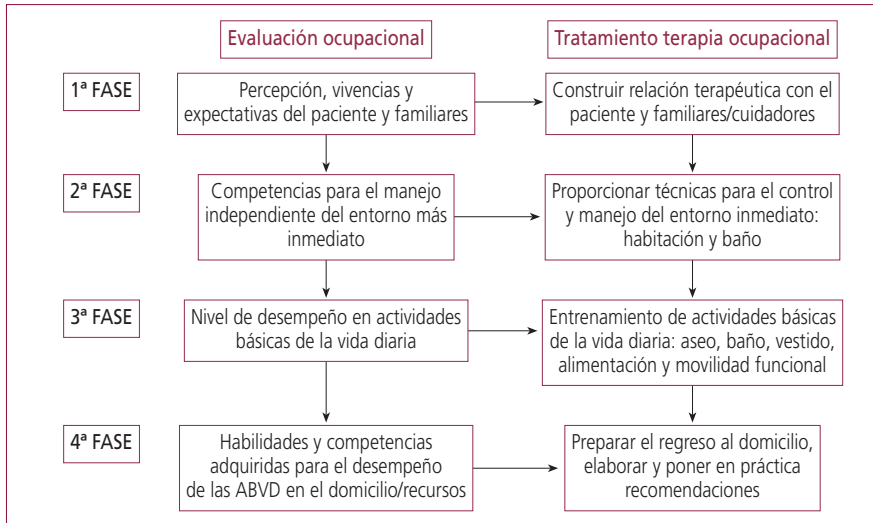 Evaluación ocupacional
Tratamiento terapia ocupacional
1ª FASE
Percepción, vivencias y
expectativas del paciente y familiares
Construir relación terapéutica con el
paciente y familiares/cuidadores
2ª FASE
Competencias para el manejo
independiente del entorno más
inmediato
Proporcionar técnicas para el control
y manejo del entorno inmediato:
habitación y baño
3ª FASE
Nivel de desempeño en actividades
básicas de la vida diaria
Entrenamiento de actividades básicas
de la vida diaria: aseo, baño, vestido,
alimentación y movilidad funcional
4ª FASE
Habilidades y competencias
adquiridas para el desempeño
de las ABVD en el domicilio/recursos
Preparar el regreso al domicilio,
elaborar y poner en práctica
recomendaciones